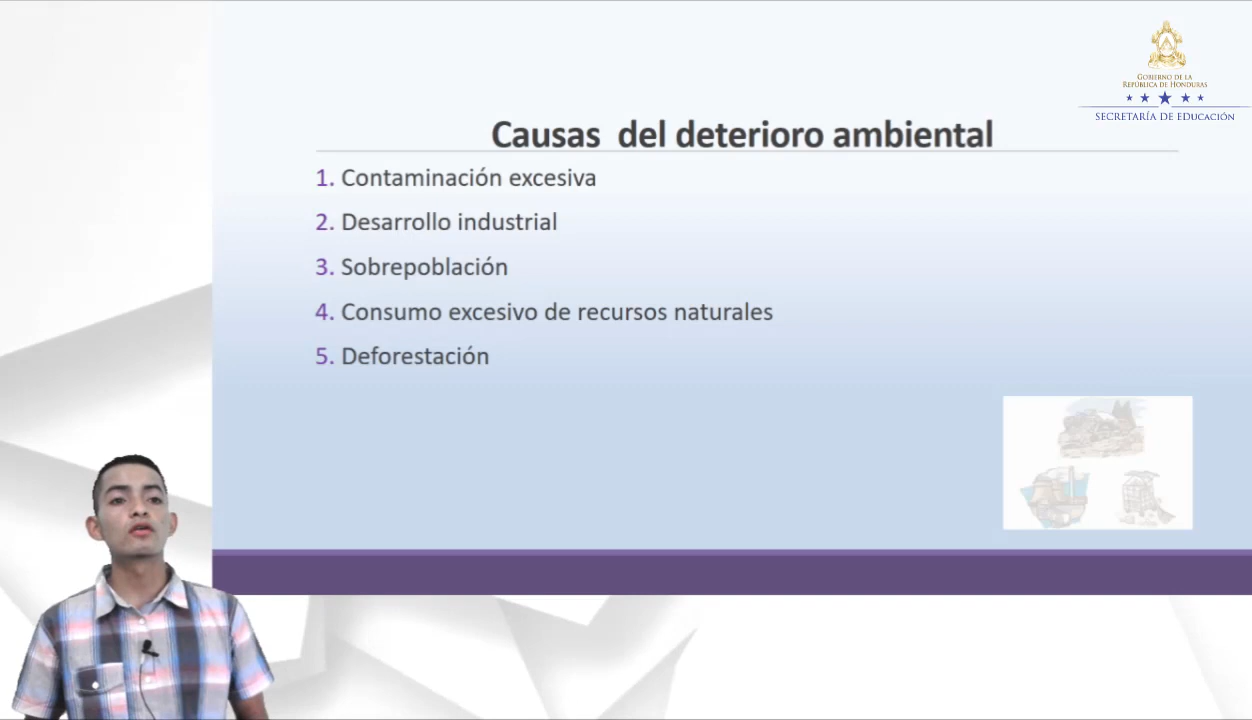 GOBIERNO DE LA
REPÚBLICA DE HONDURAS
SECRETARÍA DE EDUCACIÓN
Causas del deterioro ambiental
1. Contaminación excesiva
2. Desarrollo industrial
3. Sobrepoblación
4. Consumo excesivo de recursos naturales
5. Deforestación